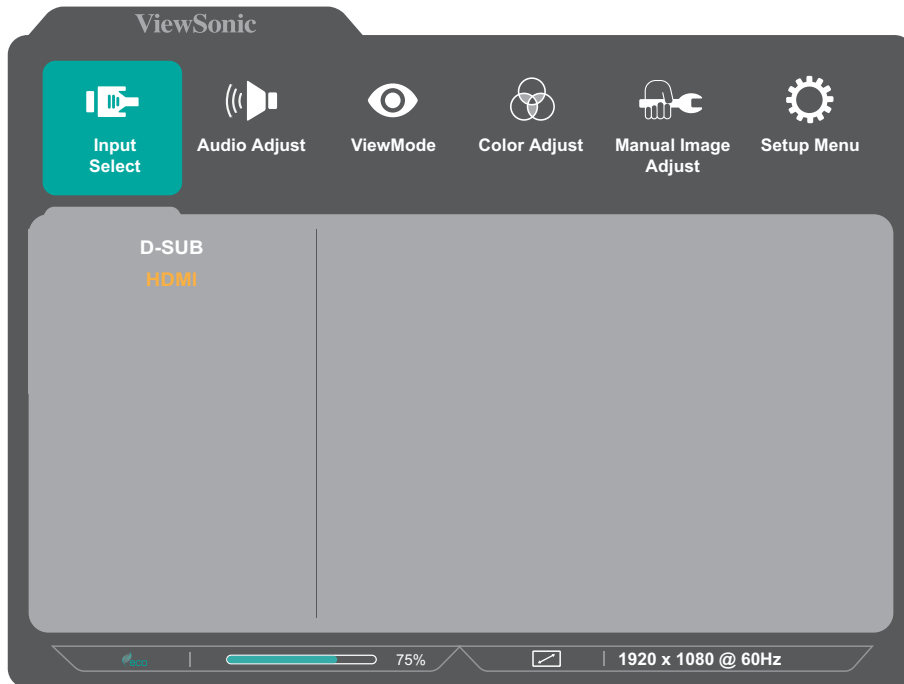 ViewSonic
Input
Select
Audio Adjust
ViewMode
Color Adjust
Manual Image
Adjust
Setup Menu
D-SUB
HDMI
eco
75%
1920 x 1080 @ 60Hz